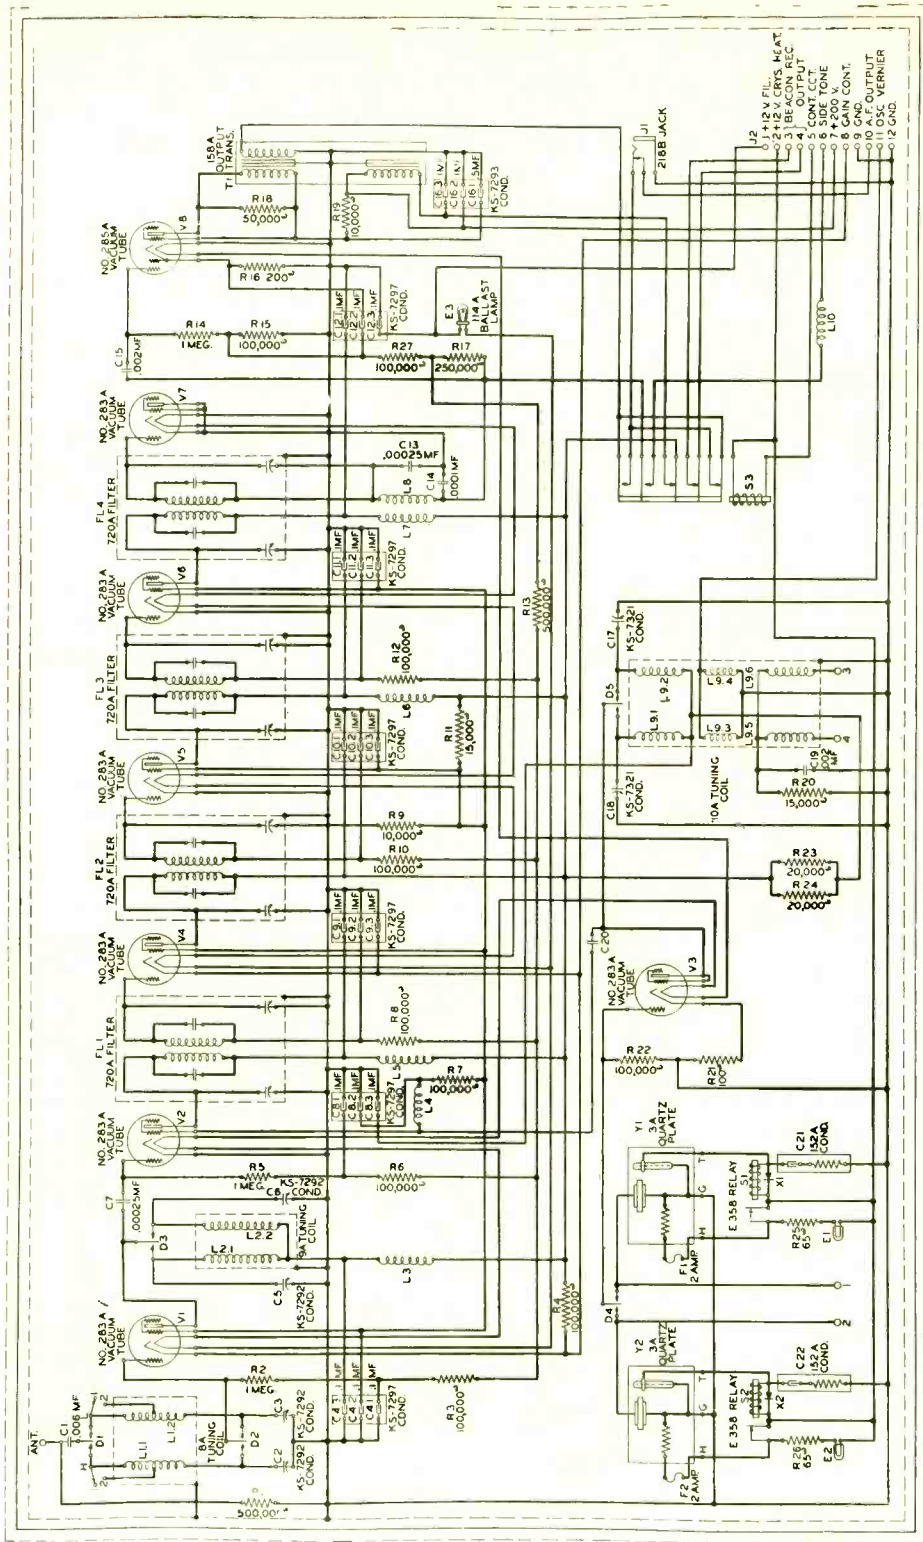 ANT.
C1
.006 MF
D1
H
1
2
1
2
L1.1
L1.2
8A TUNING COIL
D2
C2
KS-7292
COND.
C3
KS-7292
COND.
500,00
NO. 283A
VACUUM
TUBE
V1
R2
1 MEG.
C4.3 .1MF
C4.2 .1MF
C4.1 .1MF
KS-7297
COND.
R3
100,000
C7
.00025MF
D3
L2.1
L2.2
9A TUNING
COIL
C5
KS-7292
COND.
C6
KS-7292
COND.
R5
1 MEG.
L3
R4
100,000
R6
100,000
NO. 283A
VACUUM
TUBE
V2
C8.1 .1MF
C8.2 .1MF
C8.3 .1MF
KS-7297
COND.
L4
R7
100,000
FL1
720A FILTER
L5
R8
100,000
NO. 283A
VACUUM
TUBE
V4
C9.1 .1MF
C9.2 .1MF
C9.3 .1MF
KS-7297
COND.
FL2
720A FILTER
R10
100,000
R9
10,000
NO. 283A
VACUUM
TUBE
V5
C10.1 .1MF
C10.2 .1MF
C10.3 .1MF
KS-7297
COND.
R11
15,000
FL3
720A FILTER
L6
R12
100,000
R13
500,000
NO. 283A
VACUUM
TUBE
V6
C11.1 .1MF
C11.2 .1MF
C11.3 .1MF
KS-7297
COND.
FL4
720A FILTER
L7
L8
C13
.00025MF
C14
.0001MF
NO. 283A
VACUUM
TUBE
V7
C15
.002MF
R14
1 MEG.
R15
100,000
R16 200
C12.1 .1MF
C12.2 .1MF
C12.3 .1MF
KS-7297
COND.
R27
100,000
R17
250,000
E3
114A
BALLAST
LAMP
NO. 285A
VACUUM
TUBE
V8
R18
50,000
R19
10,000
158A
OUTPUT
TRANS.
T1
C16.3 .1MF
C16.2 .1MF
C16.1 .5MF
KS-7293
COND.
Y2
3A
QUARTZ
PLATE
H
G
T
F2
2 AMP.
E 358 RELAY
S2
X2
R26
65
E2
C22
152A
COND.
D4
2
1
Y1
3A
QUARTZ
PLATE
H
G
T
F1
2 AMP.
E 358 RELAY
S1
X1
R25
65
E1
C21
152A
COND.
R22
100,000
R21
100
NO. 283A
VACUUM
TUBE
V3
C20
R23
20,000
R24
20,000
C18
KS-7321
COND.
D5
C17
KS-7321
COND.
L9.1
L9.2
L9.3
L9.4
L9.5
L9.6
10A TUNING
COIL
C19
.002
MF
R20
15,000
4
3
S3
L10
J1
218B JACK
J2
1 +12 V FIL.
2 +12 V. CRYS. HEAT.
3 } BEACON REC.
4 } OUTPUT
5 CONT. CCT.
6 SIDE TONE
7 +200 V.
8 GAIN CONT.
9 GND.
10 A.F. OUTPUT
11 OSC VERNIER
12 GND.